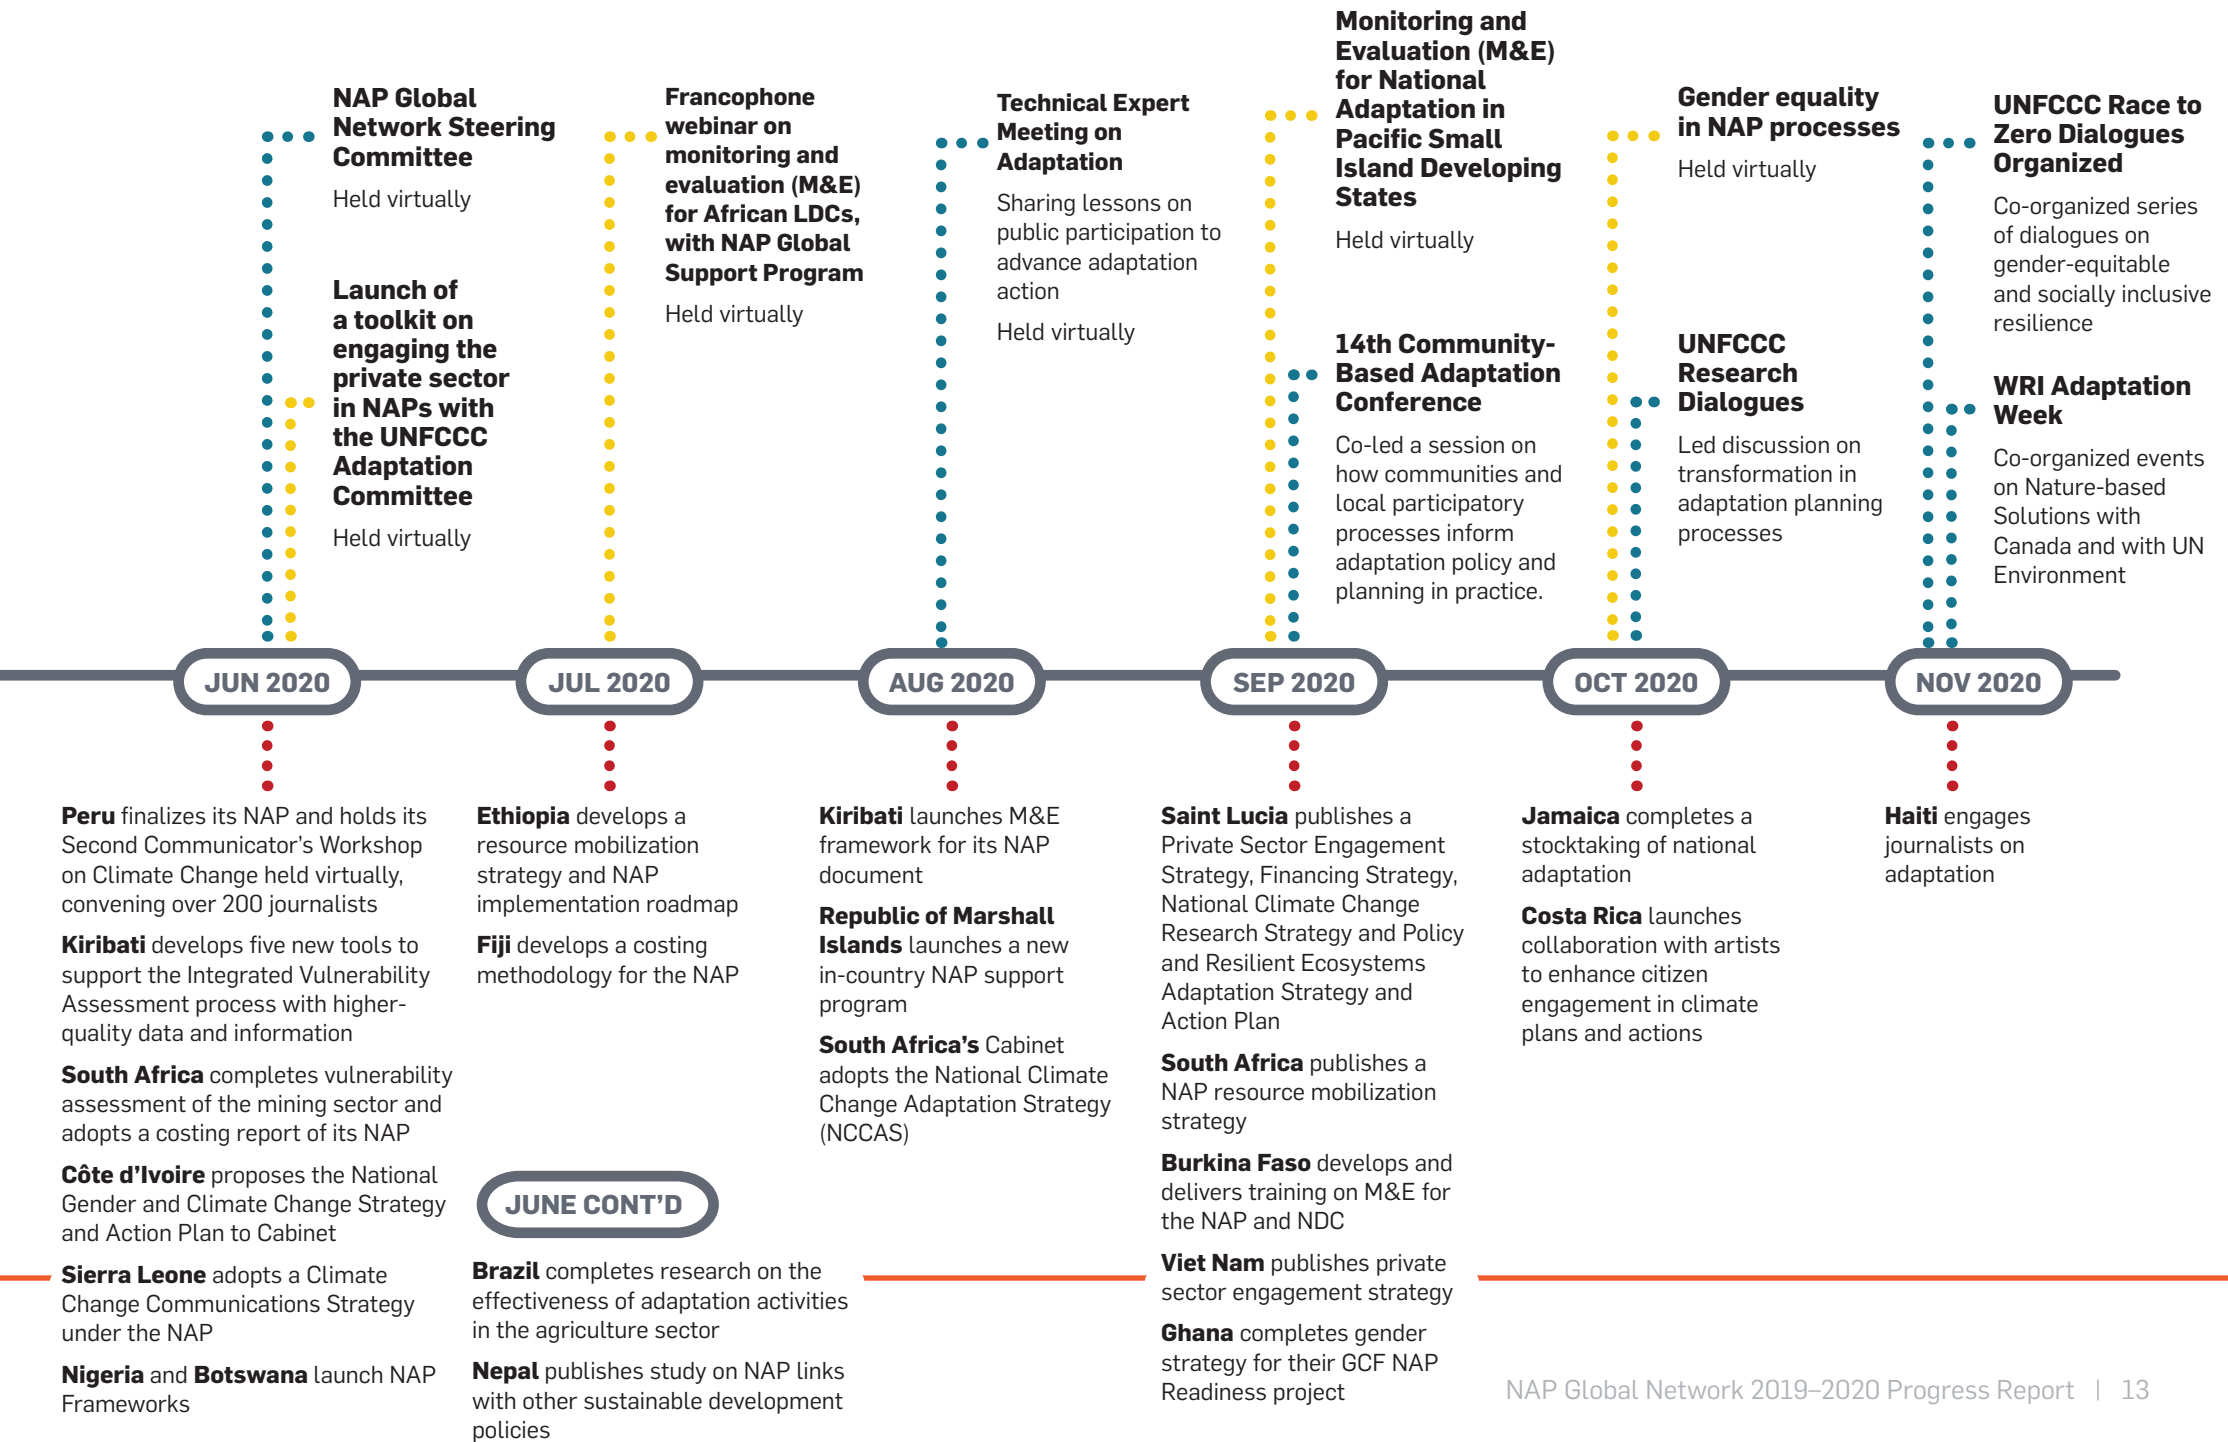 NAP Global
Network Steering
Committee
Held virtually
Launch of
a toolkit on
engaging the
private sector
in NAPs with
the UNFCCC
Adaptation
Committee
Held virtually
Francophone
webinar on
monitoring and
evaluation (M&E)
for African LDCs,
with NAP Global
Support Program
Held virtually
Technical Expert
Meeting on
Adaptation
Sharing lessons on
public participation to
advance adaptation
action
Held virtually
Monitoring and
Evaluation (M&E)
for National
Adaptation in
Pacific Small
Island Developing
States
Held virtually
14th Community-
Based Adaptation
Conference
Co-led a session on
how communities and
local participatory
processes inform
adaptation policy and
planning in practice.
Gender equality
in NAP processes
Held virtually
UNFCCC
Research
Dialogues
Led discussion on
transformation in
adaptation planning
processes
UNFCCC Race to
Zero Dialogues
Organized
Co-organized series
of dialogues on
gender-equitable
and socially inclusive
resilience
WRI Adaptation
Week
Co-organized events
on Nature-based
Solutions with
Canada and with UN
Environment
JUN 2020
JUL 2020
AUG 2020
SEP 2020
OCT 2020
NOV 2020
Peru finalizes its NAP and holds its
Second Communicator's Workshop
on Climate Change held virtually,
convening over 200 journalists
Kiribati develops five new tools to
support the Integrated Vulnerability
Assessment process with higher-
quality data and information
South Africa completes vulnerability
assessment of the mining sector and
adopts a costing report of its NAP
Côte d'Ivoire proposes the National
Gender and Climate Change Strategy
and Action Plan to Cabinet
Sierra Leone adopts a Climate
Change Communications Strategy
under the NAP
Nigeria and Botswana launch NAP
Frameworks
Ethiopia develops a
resource mobilization
strategy and NAP
implementation roadmap
Fiji develops a costing
methodology for the NAP
JUNE CONT'D
Brazil completes research on the
effectiveness of adaptation activities
in the agriculture sector
Nepal publishes study on NAP links
with other sustainable development
policies
Kiribati launches M&E
framework for its NAP
document
Republic of Marshall
Islands launches a new
in-country NAP support
program
South Africa's Cabinet
adopts the National Climate
Change Adaptation Strategy
(NCCAS)
Saint Lucia publishes a
Private Sector Engagement
Strategy, Financing Strategy,
National Climate Change
Research Strategy and Policy
and Resilient Ecosystems
Adaptation Strategy and
Action Plan
South Africa publishes a
NAP resource mobilization
strategy
Burkina Faso develops and
delivers training on M&E for
the NAP and NDC
Viet Nam publishes private
sector engagement strategy
Ghana completes gender
strategy for their GCF NAP
Readiness project
Jamaica completes a
stocktaking of national
adaptation
Costa Rica launches
collaboration with artists
to enhance citizen
engagement in climate
plans and actions
Haiti engages
journalists on
adaptation
NAP Global Network 2019–2020 Progress Report | 13